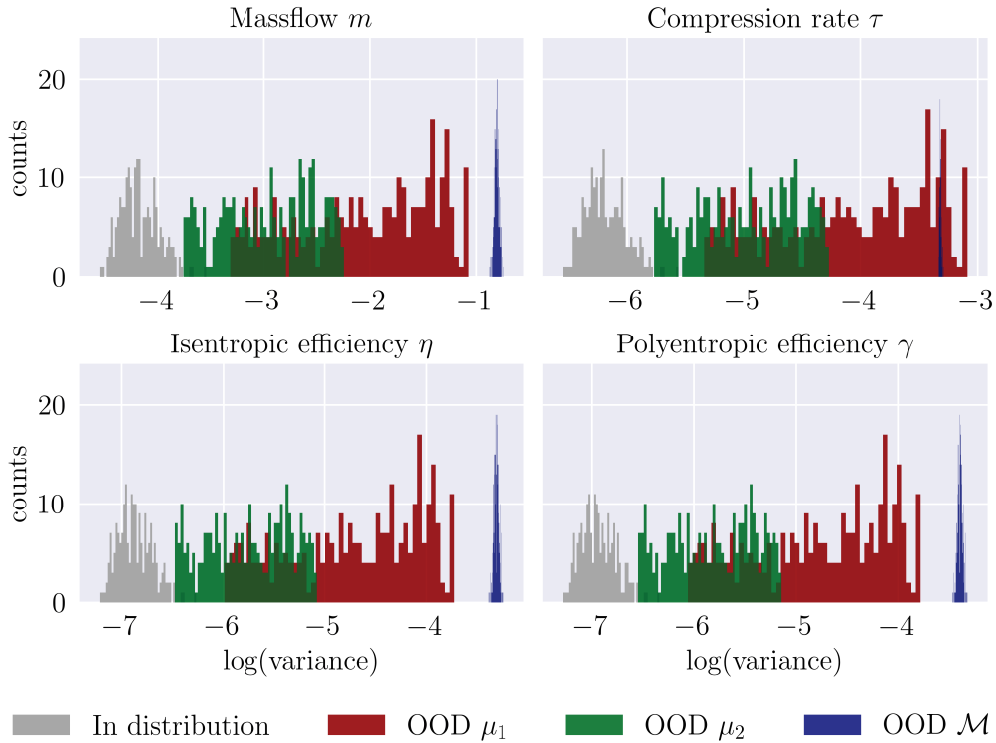 Massflow m
Compression rate τ
counts
20
10
0
−4
−3
−2
−1
−6
−5
−4
−3
Isentropic efficiency η
Polyentropic efficiency γ
counts
20
10
0
−7
−6
−5
−4
−7
−6
−5
−4
log(variance)
log(variance)
In distribution
OOD μ₁
OOD μ₂
OOD ℳ